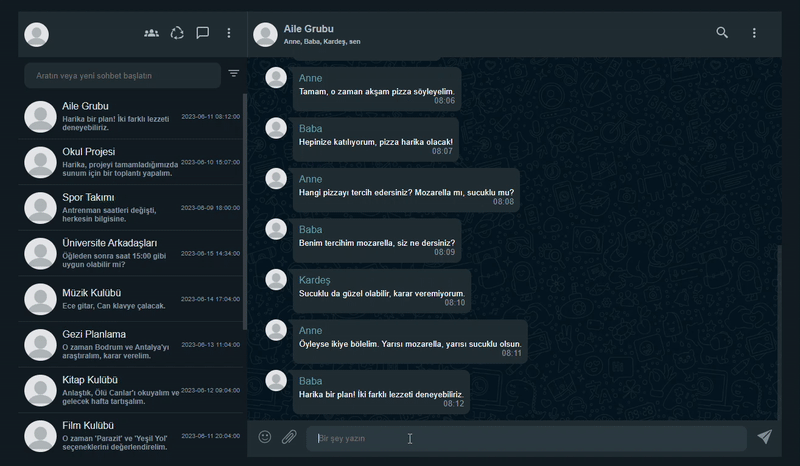 Aratın veya yeni sohbet başlatın
Aile Grubu
Harika bir plan! İki farklı lezzeti
deneyebiliriz.
2023-06-11 08:12:00
Okul Projesi
Harika, projeyi tamamladığımızda
sunum için bir toplantı yapalım.
2023-06-10 15:07:00
Spor Takımı
Antrenman saatleri değişti,
herkesin bilgisine.
2023-06-09 18:00:00
Üniversite Arkadaşları
Öğleden sonra saat 15:00 gibi
uygun olabilir mi?
2023-06-15 14:34:00
Müzik Kulübü
Ece gitar, Can klavye çalacak.
2023-06-14 17:04:00
Gezi Planlama
O zaman Bodrum ve Antalya'yı
araştıralım, karar verelim.
2023-06-13 11:04:00
Kitap Kulübü
Anlaştık, Ölü Canlar'ı okuyalım ve
gelecek hafta tartışalım.
2023-06-12 09:04:00
Film Kulübü
O zaman 'Parazit' ve 'Yeşil Yol'
seçeneklerini değerlendirelim.
2023-06-11 20:04:00
Aile Grubu
Anne, Baba, Kardeş, sen
Anne
Tamam, o zaman akşam pizza söyleyelim.
08:06
Baba
Hepinize katılıyorum, pizza harika olacak!
08:07
Anne
Hangi pizzayı tercih edersiniz? Mozarella mı, sucuklu mu?
08:08
Baba
Benim tercihim mozarella, siz ne dersiniz?
08:09
Kardeş
Sucuklu da güzel olabilir, karar veremiyorum.
08:10
Anne
Öyleyse ikiye bölelim. Yarısı mozarella, yarısı sucuklu olsun.
08:11
Baba
Harika bir plan! İki farklı lezzeti deneyebiliriz.
08:12
Bir şey yazın